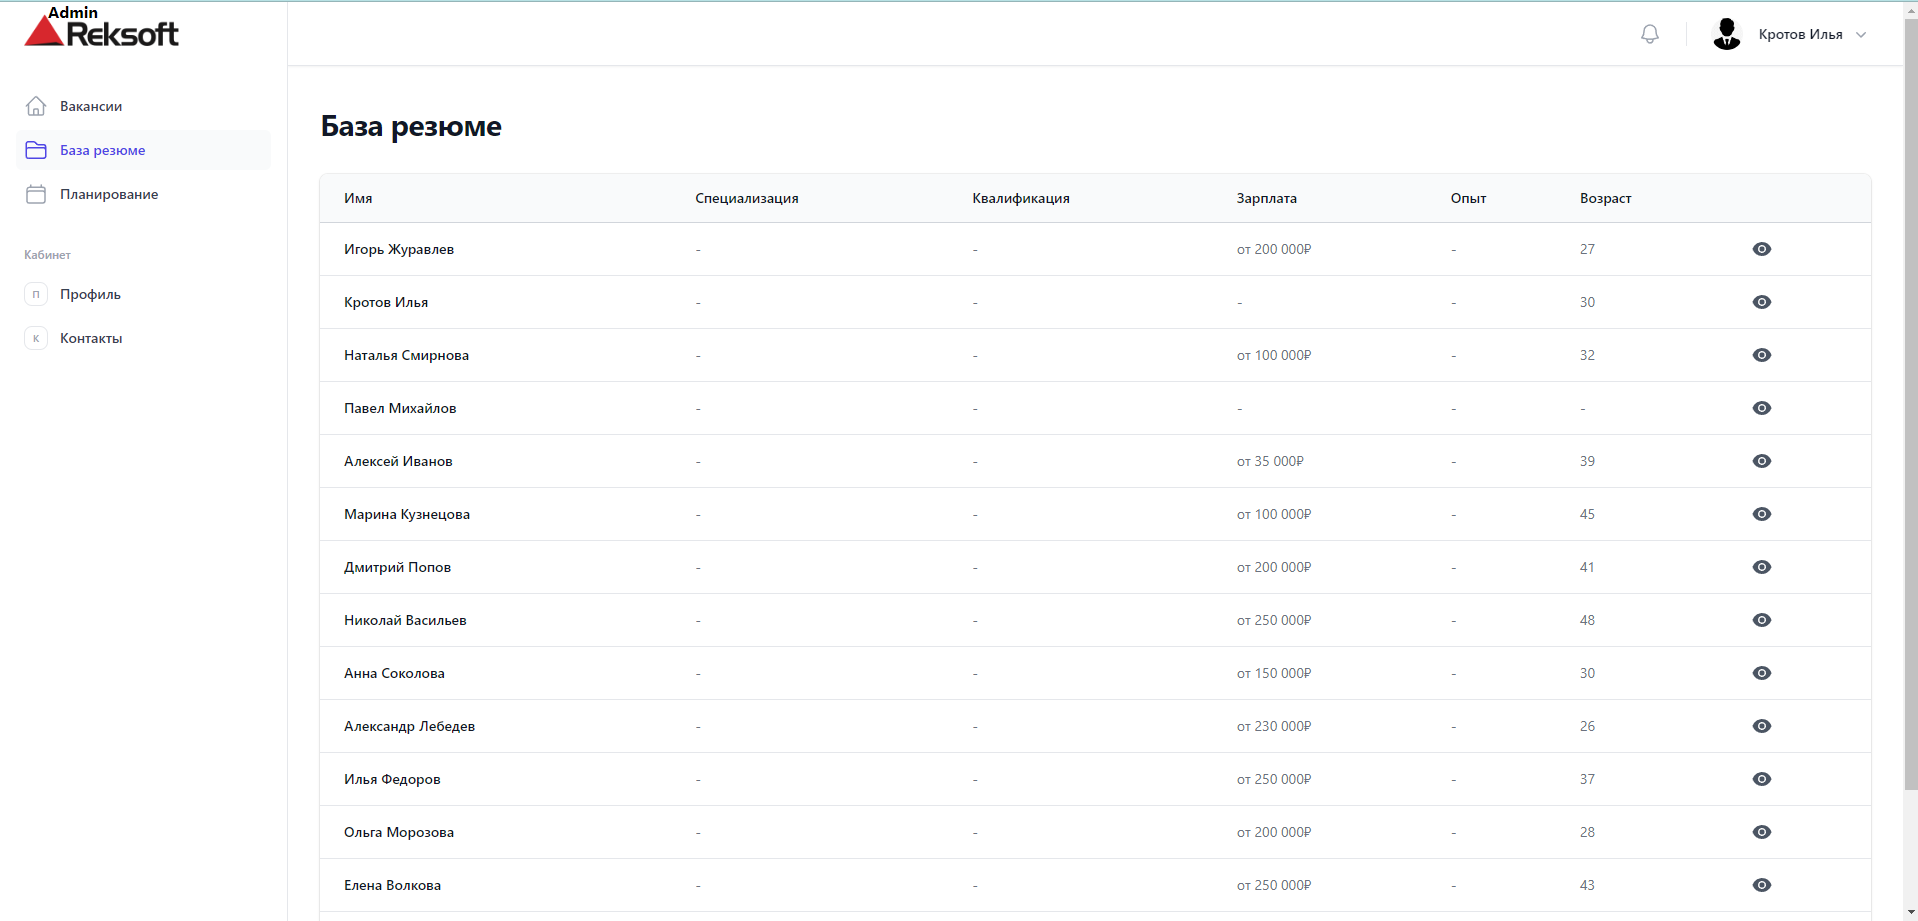 Admin
Reksoft
Кротов Илья
Вакансии
База резюме
Планирование
Кабинет
П Профиль
К Контакты
База резюме
Имя Специализация Квалификация Зарплата Опыт Возраст
Игорь Журавлев - - от 200 000₽ - 27
Кротов Илья - - - - 30
Наталья Смирнова - - от 100 000₽ - 32
Павел Михайлов - - - - -
Алексей Иванов - - от 35 000₽ - 39
Марина Кузнецова - - от 100 000₽ - 45
Дмитрий Попов - - от 200 000₽ - 41
Николай Васильев - - от 250 000₽ - 48
Анна Соколова - - от 150 000₽ - 30
Александр Лебедев - - от 230 000₽ - 26
Илья Федоров - - от 250 000₽ - 37
Ольга Морозова - - от 200 000₽ - 28
Елена Волкова - - от 250 000₽ - 43